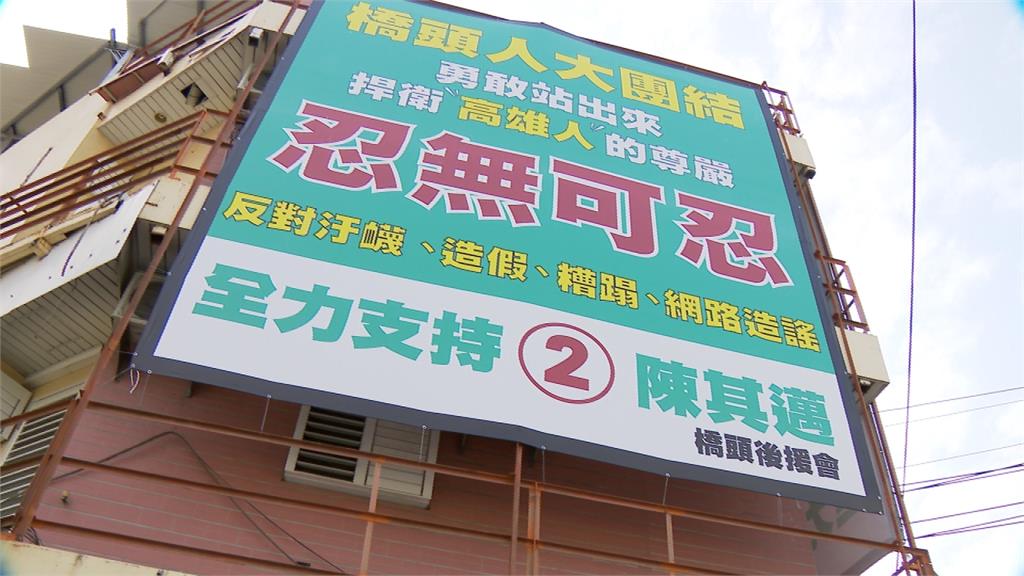 橋頭人大團結
勇敢站出來
捍衛"高雄人"的尊嚴
忍無可忍
反對汙衊、造假、糟蹋、網路造謠
全力支持 2 陳其邁
橋頭後援會